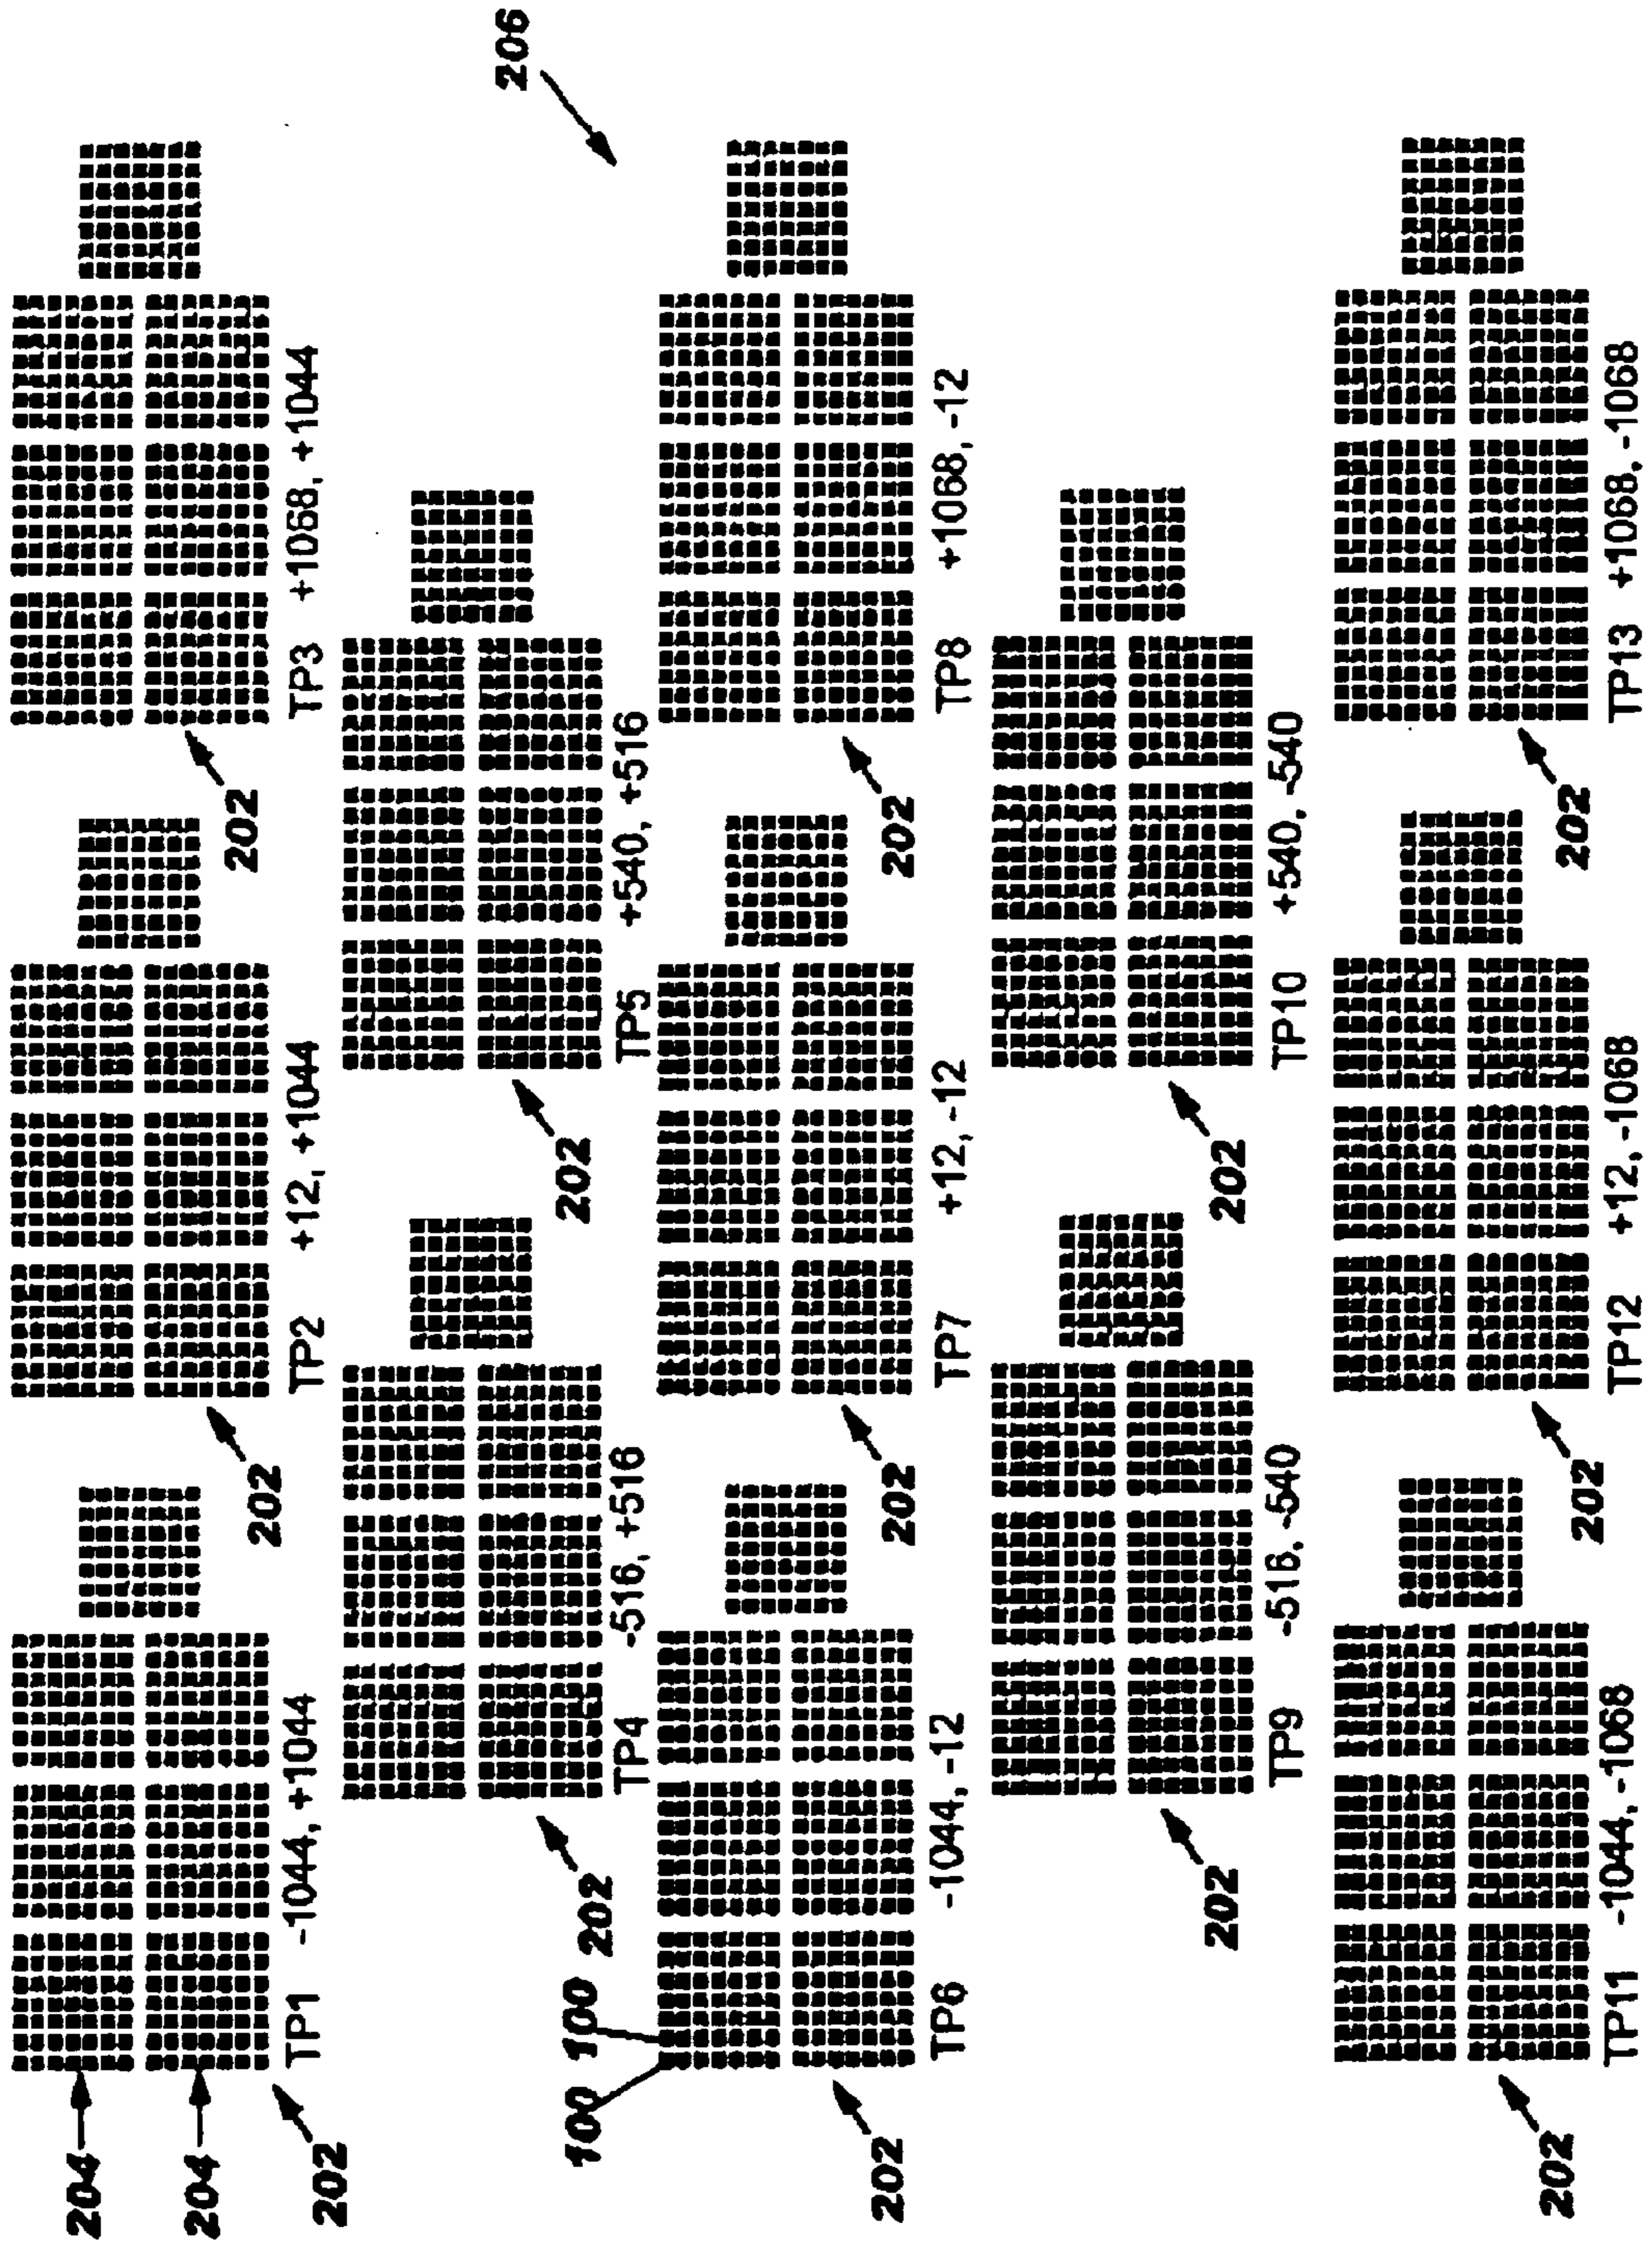 204
204
202
TP1 -1044, +1044
202
TP2 +12, +1044
202
TP3 +1068, +1044
206
202
TP4 -516, +516
202
TP5 +540, +516
100
100
202
TP6 -1044, -12
202
TP7 +12, -12
202
TP8 +1068, -12
202
TP9 -516, -540
202
TP10 +540, -540
202
TP11 -1044, -1068
202
TP12 +12, -1068
202
TP13 +1068, -1068